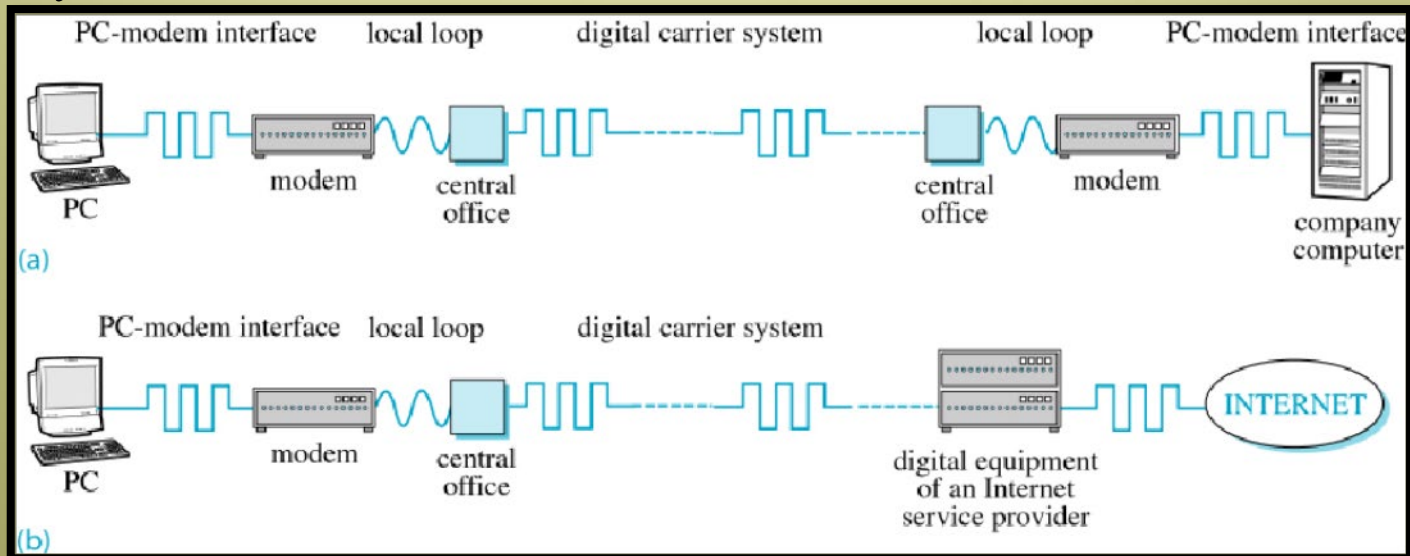 PC-modem interface local loop digital carrier system local loop PC-modem interface
modem
central
office
central
office
modem
PC
company
computer
(a)
PC-modem interface local loop digital carrier system
INTERNET
modem
central
office
digital equipment
of an Internet
service provider
PC
(b)